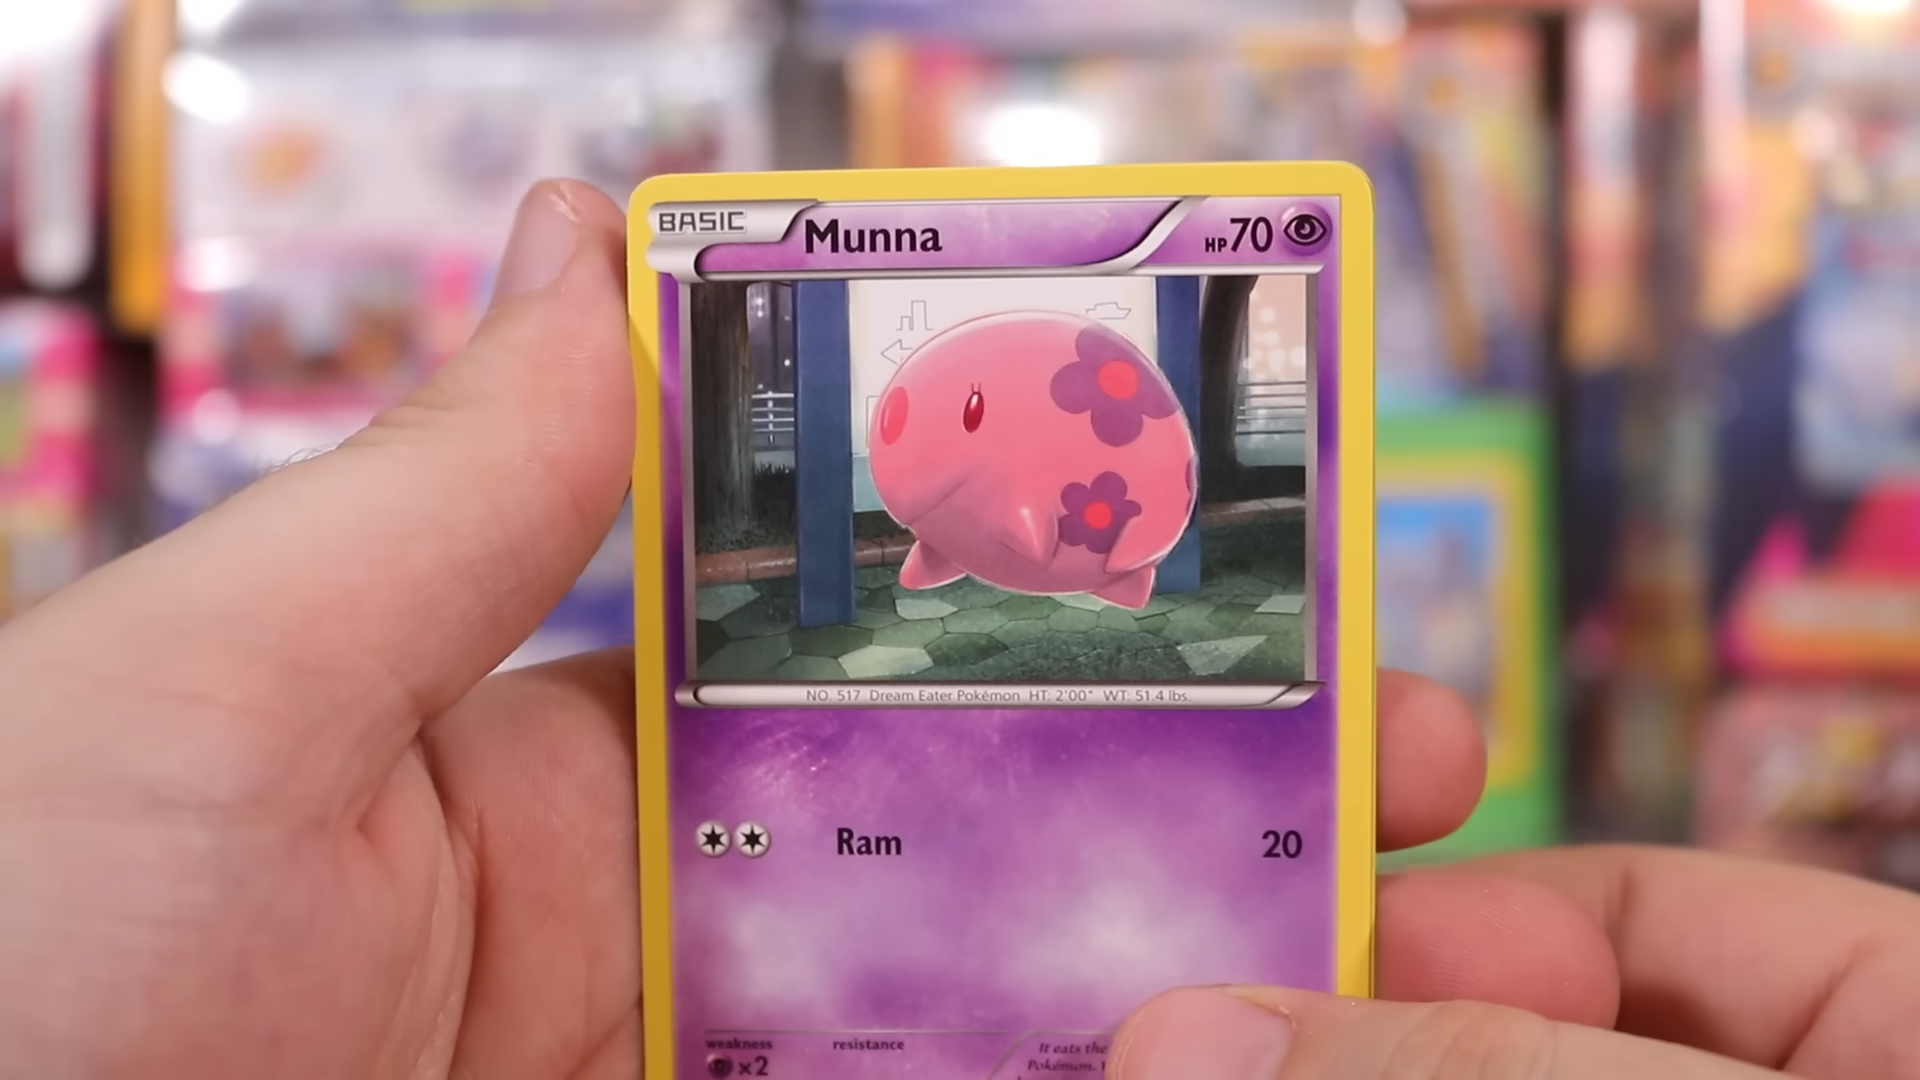 BASIC Munna HP70
NO. 517 Dream Eater Pokémon HT: 2'00" WT: 51.4 lbs.
Ram 20
weakness resistance
x2
It eats the
Pokémon.